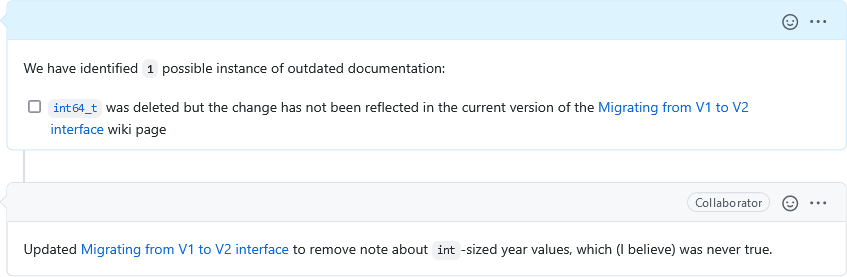 We have identified 1 possible instance of outdated documentation:
int64_t was deleted but the change has not been reflected in the current version of the Migrating from V1 to V2
interface wiki page
Collaborator
Updated Migrating from V1 to V2 interface to remove note about int-sized year values, which (I believe) was never true.